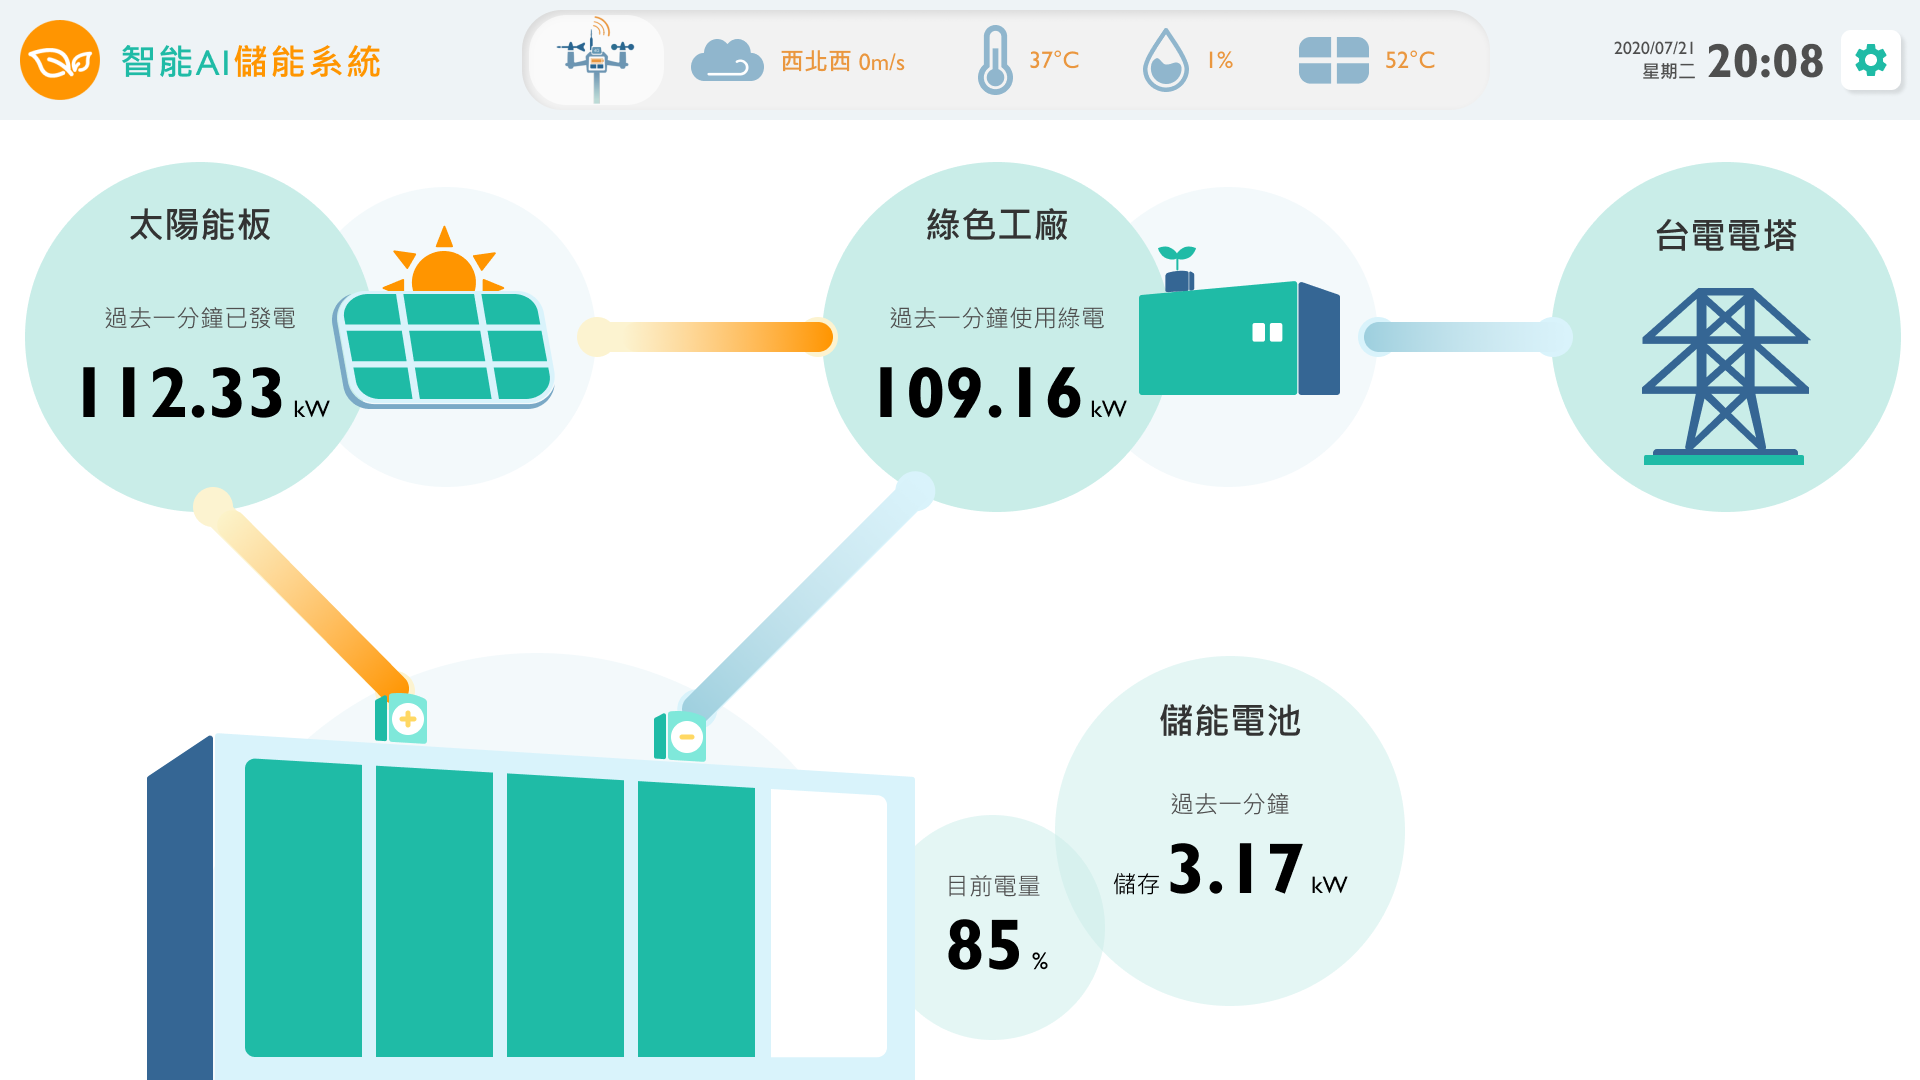 智能AI儲能系統
西北西 0m/s
37°C
1%
52°C
2020/07/21
星期二
20:08
太陽能板
過去一分鐘已發電
112.33 kW
綠色工廠
過去一分鐘使用綠電
109.16 kW
台電電塔
儲能電池
過去一分鐘
儲存 3.17 kW
目前電量
85 %